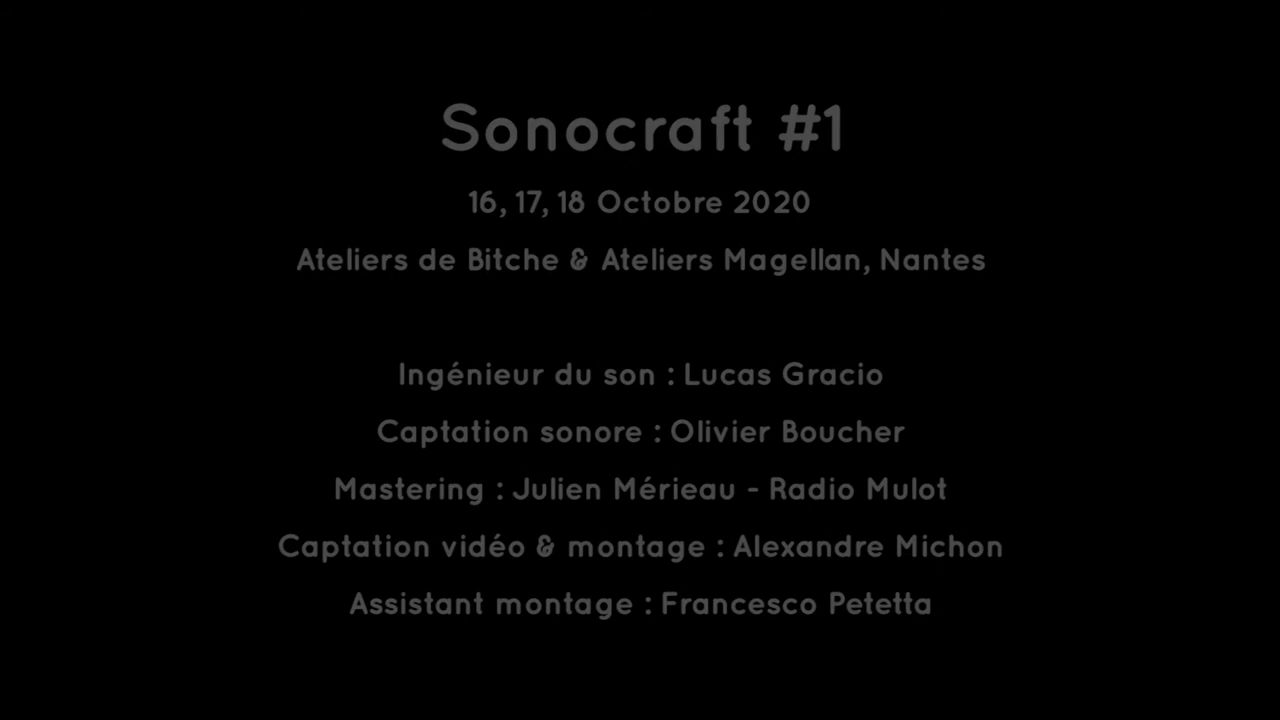 Sonocraft #1
16, 17, 18 Octobre 2020
Ateliers de Bitche & Ateliers Magellan, Nantes
Ingénieur du son : Lucas Gracio
Captation sonore : Olivier Boucher
Mastering : Julien Mérieau - Radio Mulot
Captation vidéo & montage : Alexandre Michon
Assistant montage : Francesco Petetta